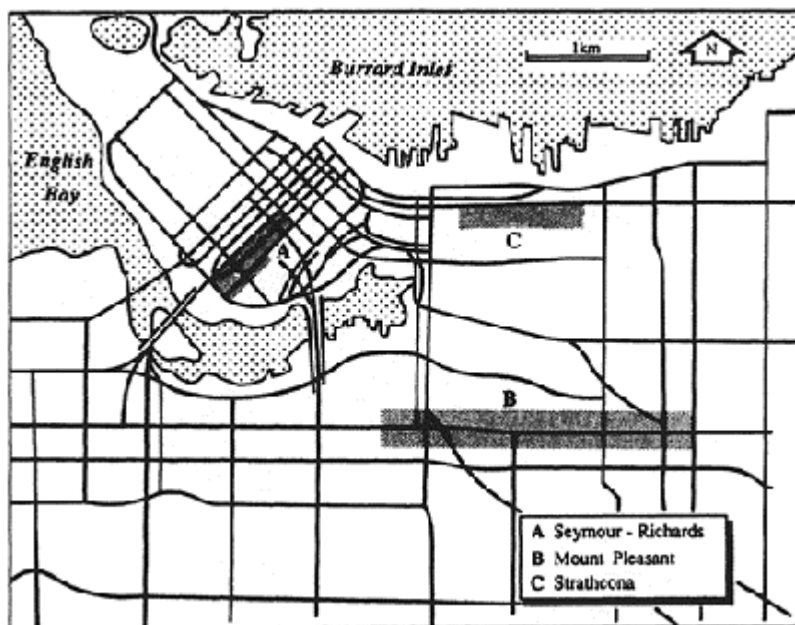 1km
N
Burrard Inlet
English
Bay
A
C
B
A Seymour - Richards
B Mount Pleasant
C Strathcona